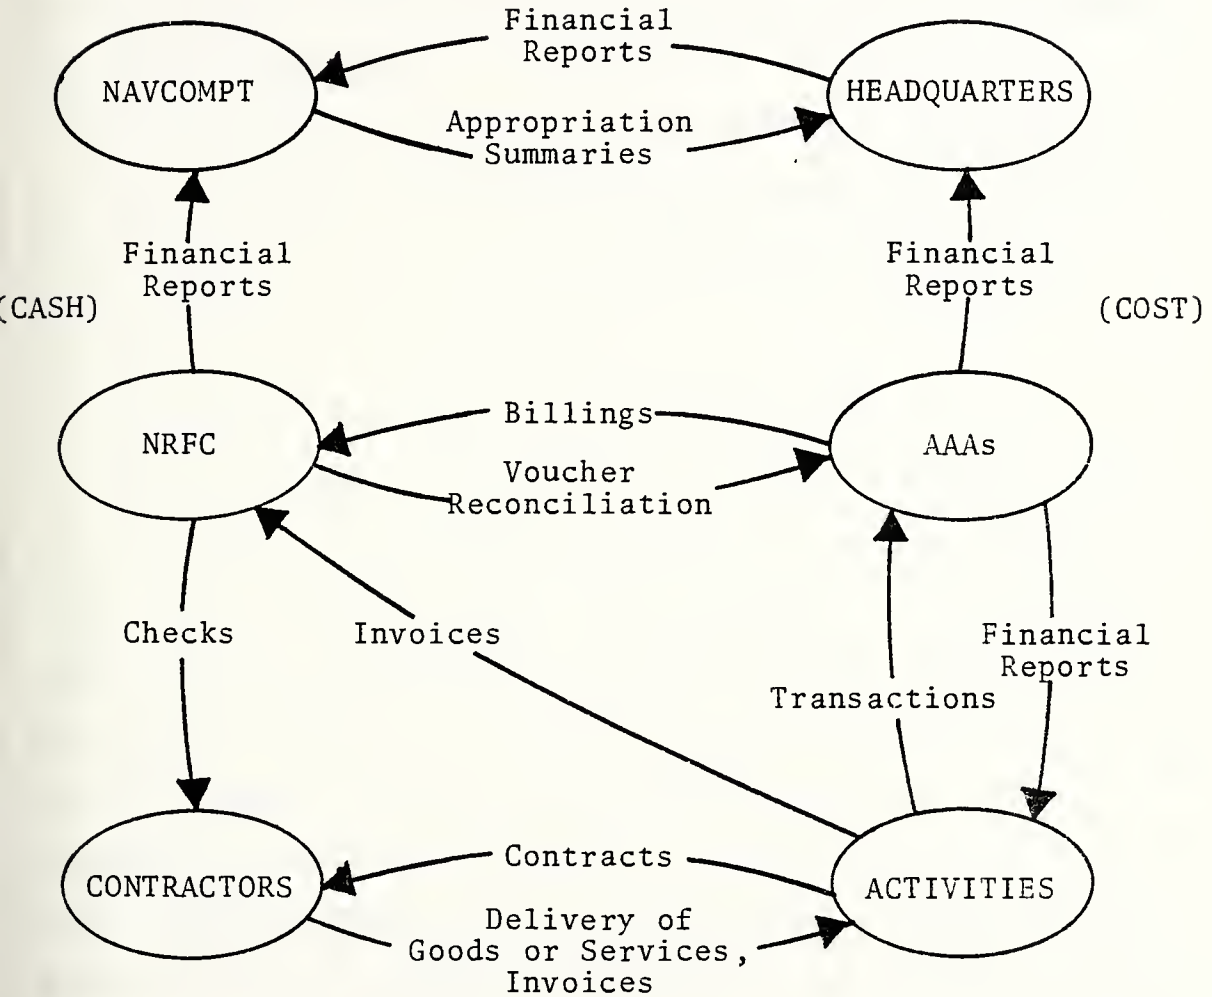 Financial
Reports
NAVCOMPT
HEADQUARTERS
Appropriation
Summaries
Financial
Reports
Financial
Reports
(CASH)
(COST)
Billings
NRFC
AAAs
Voucher
Reconciliation
Checks
Invoices
Financial
Reports
Transactions
Contracts
CONTRACTORS
ACTIVITIES
Delivery of
Goods or Services,
Invoices